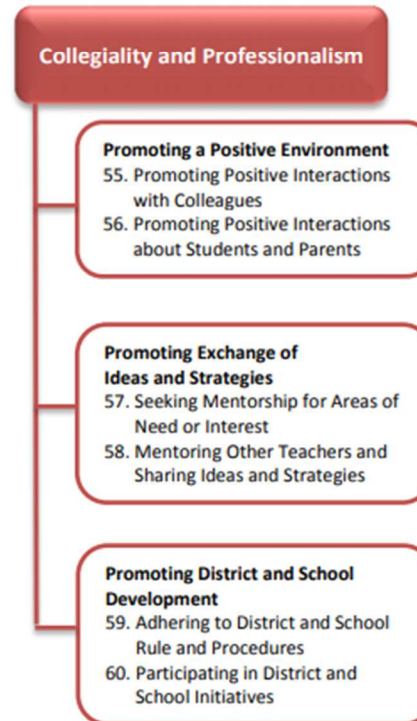 Collegiality and Professionalism
Promoting a Positive Environment
55. Promoting Positive Interactions
with Colleagues
56. Promoting Positive Interactions
about Students and Parents
Promoting Exchange of
Ideas and Strategies
57. Seeking Mentorship for Areas of
Need or Interest
58. Mentoring Other Teachers and
Sharing Ideas and Strategies
Promoting District and School
Development
59. Adhering to District and School
Rule and Procedures
60. Participating in District and
School Initiatives